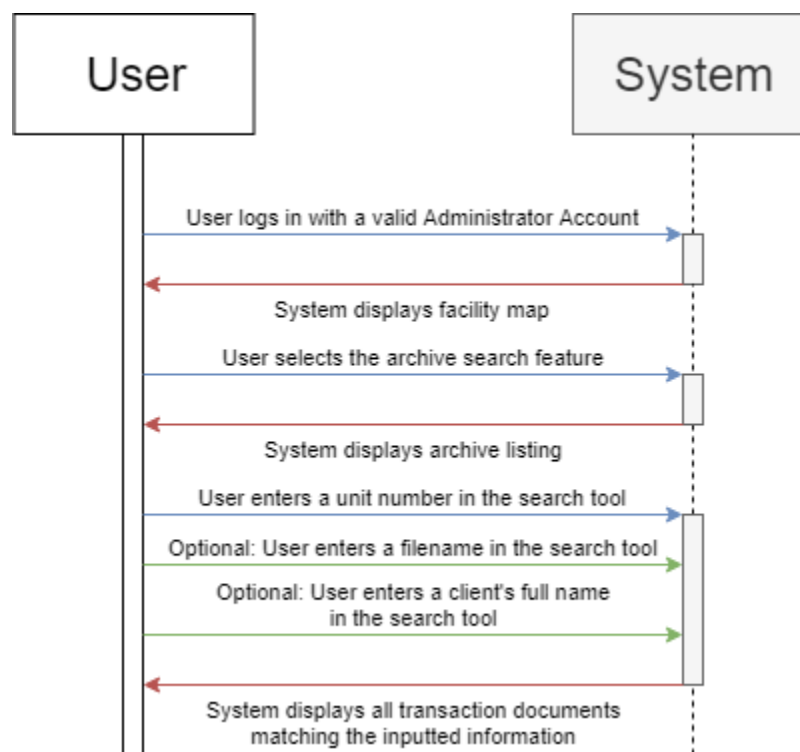 User
System
User logs in with a valid Administrator Account
System displays facility map
User selects the archive search feature
System displays archive listing
User enters a unit number in the search tool
Optional: User enters a filename in the search tool
Optional: User enters a client's full name
in the search tool
System displays all transaction documents
matching the inputted information